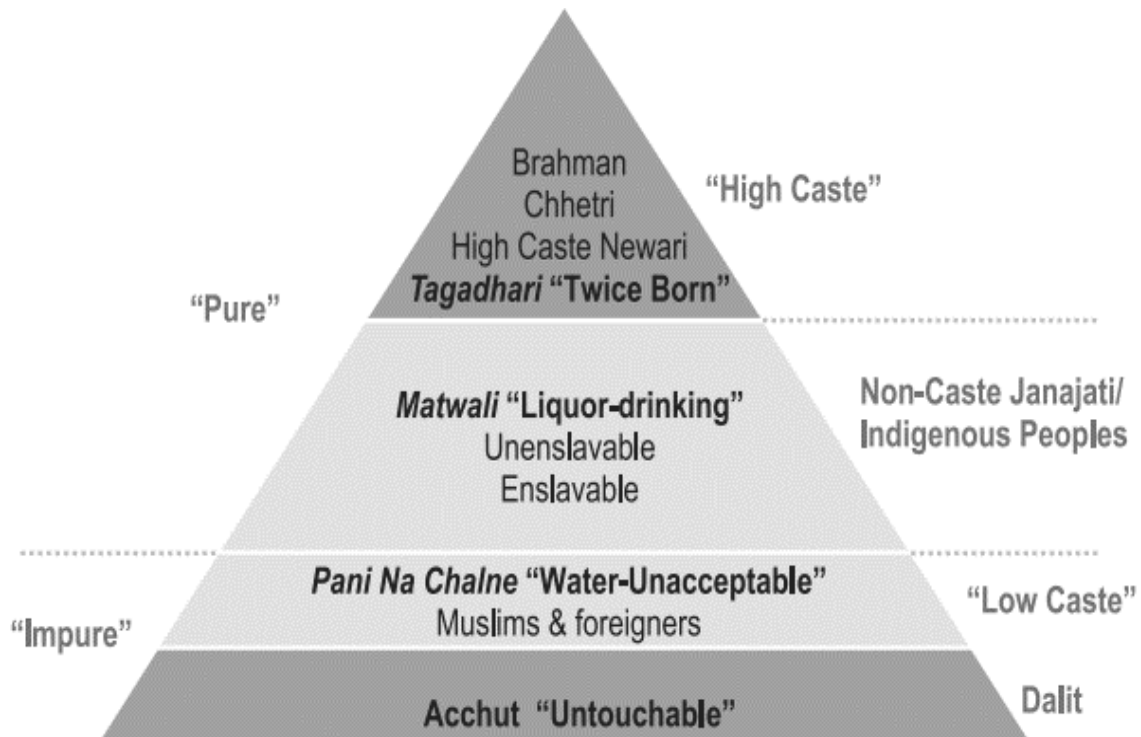 Brahman
Chhetri
High Caste Newari
Tagadhari “Twice Born”
“High Caste”
“Pure”
Matwali “Liquor-drinking”
Unenslavable
Enslavable
Non-Caste Janajati/
Indigenous Peoples
Pani Na Chalne “Water-Unacceptable”
Muslims & foreigners
“Low Caste”
“Impure”
Acchut “Untouchable”
Dalit